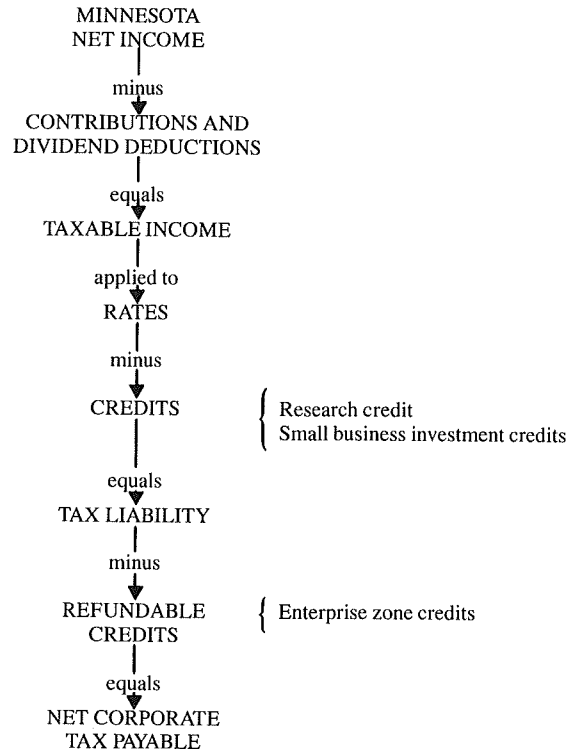 MINNESOTA
NET INCOME
minus
CONTRIBUTIONS AND
DIVIDEND DEDUCTIONS
equals
TAXABLE INCOME
applied to
RATES
minus
CREDITS
Research credit
Small business investment credits
equals
TAX LIABILITY
minus
REFUNDABLE
CREDITS
Enterprise zone credits
equals
NET CORPORATE
TAX PAYABLE